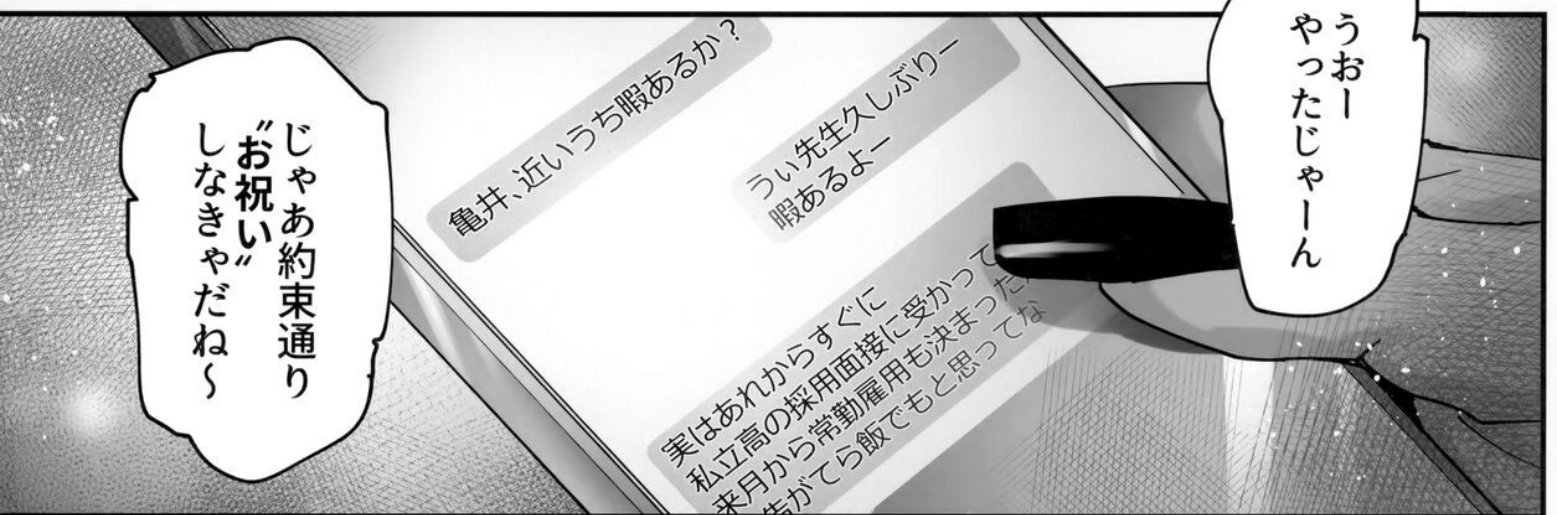 うおー
やったじゃーん
亀井、近いうち暇あるか？
うぃ先生久しぶりー
暇あるよー
実はあれからすぐに
私立高の採用面接に受かって
来月から常勤雇用も決まった
告がてら飯でもと思ってな
じゃあ約束通り
〝お祝い〟
しなきゃだね～